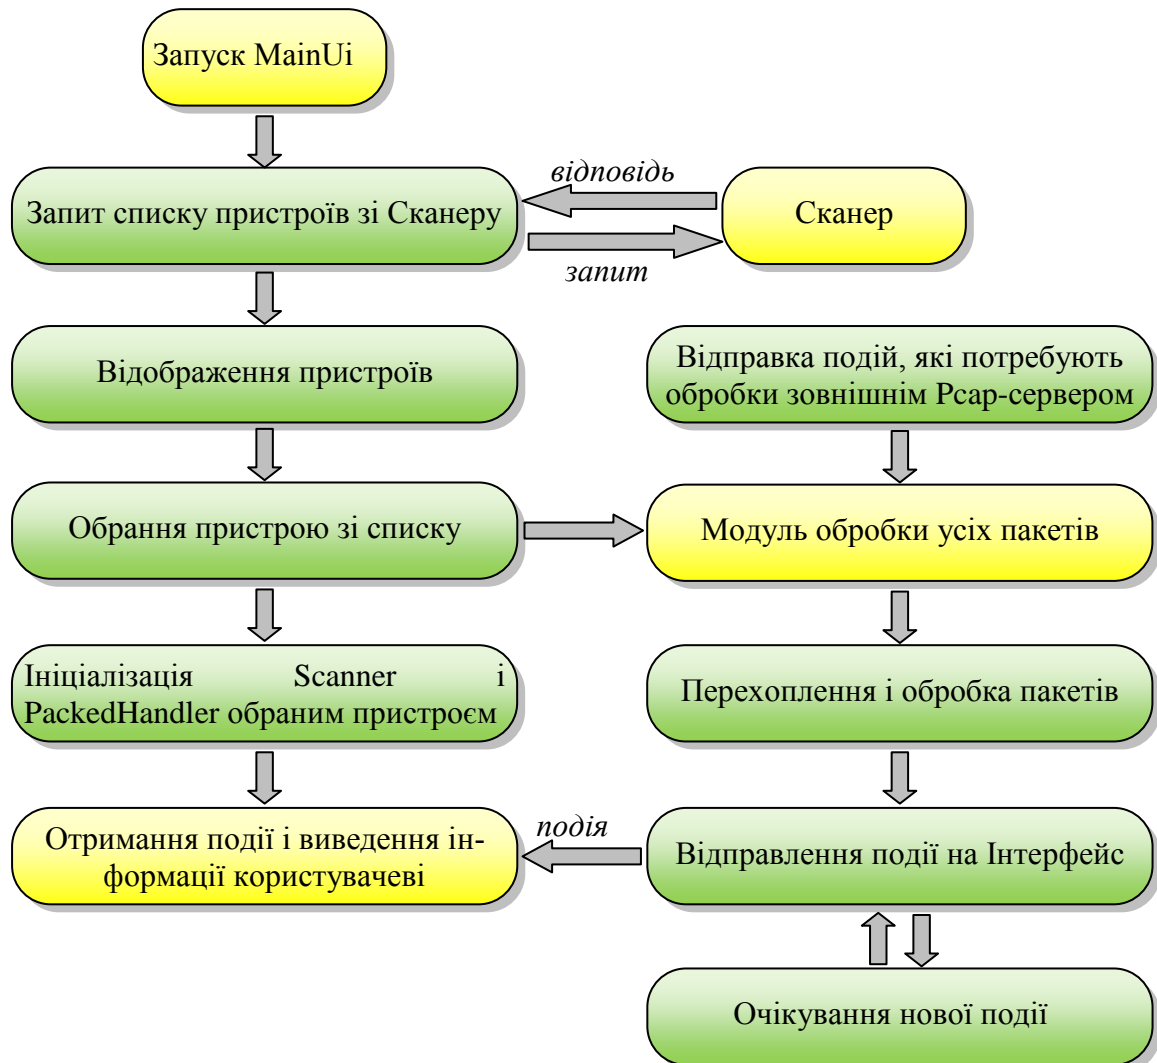 Запуск MainUi
відповідь
Запит списку пристроїв зі Сканеру
Сканер
запит
Відображення пристроїв
Відправка подій, які потребують
обробки зовнішнім Pcap-сервером
Обрання пристрою зі списку
Модуль обробки усіх пакетів
Ініціалізація Scanner і
PackedHandler обраним пристроєм
Перехоплення і обробка пакетів
Отримання події і виведення ін-
формації користувачеві
подія
Відправлення події на Інтерфейс
Очікування нової події